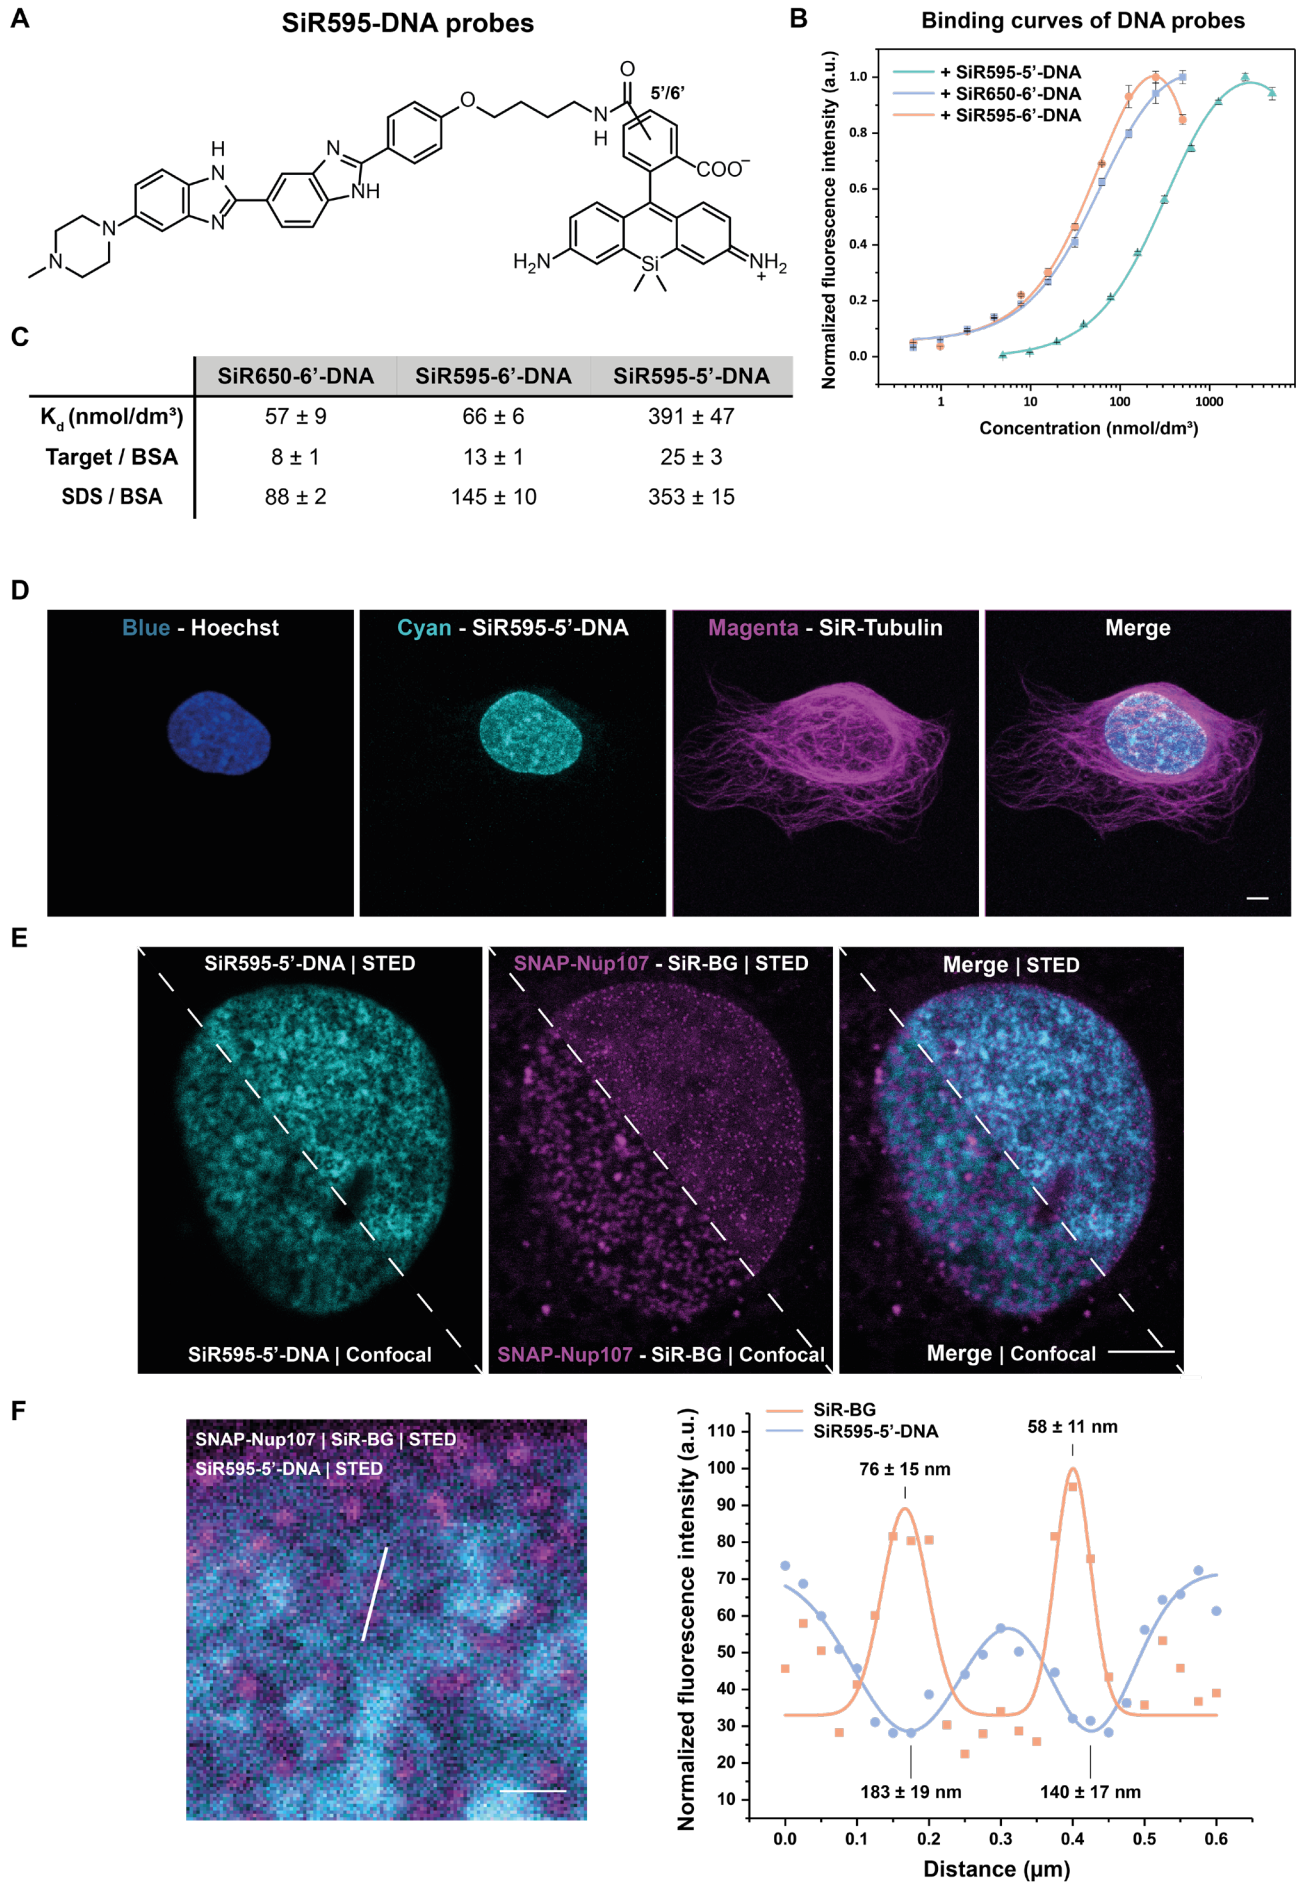 A
SiR595-DNA probes
O
5’/6’
O
N
H
H
N
N
N
N
N
NH
COO⁻
H₂N
Si
NH₂
+
B
Binding curves of DNA probes
+ SiR595-5’-DNA
+ SiR650-6’-DNA
+ SiR595-6’-DNA
Normalized fluorescence intensity (a.u.)
1.0
0.8
0.6
0.4
0.2
0.0
1 10 100 1000
Concentration (nmol/dm³)
C
SiR650-6’-DNA SiR595-6’-DNA SiR595-5’-DNA
Kd (nmol/dm³) 57 ± 9 66 ± 6 391 ± 47
Target / BSA 8 ± 1 13 ± 1 25 ± 3
SDS / BSA 88 ± 2 145 ± 10 353 ± 15
D
Blue - Hoechst
Cyan - SiR595-5’-DNA
Magenta - SiR-Tubulin
Merge
E
SiR595-5’-DNA | STED
SNAP-Nup107 - SiR-BG | STED
Merge | STED
SiR595-5’-DNA | Confocal
SNAP-Nup107 - SiR-BG | Confocal
Merge | Confocal
F
SNAP-Nup107 | SiR-BG | STED
SiR595-5’-DNA | STED
SiR-BG
SiR595-5’-DNA
Normalized fluorescence intensity (a.u.)
110
100
90
80
70
60
50
40
30
20
10
76 ± 15 nm
58 ± 11 nm
183 ± 19 nm
140 ± 17 nm
0.0 0.1 0.2 0.3 0.4 0.5 0.6
Distance (µm)